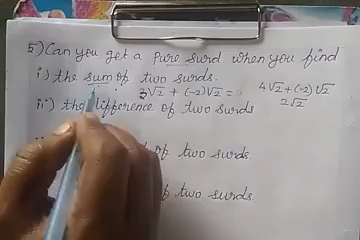 5) Can you get a pure surd when you find
i) the sum of two surds.
3√2 + (-2)√2 = 4√2 + (-2)√2
2√2
ii) the difference of two surds
of two surds.
of two surds.